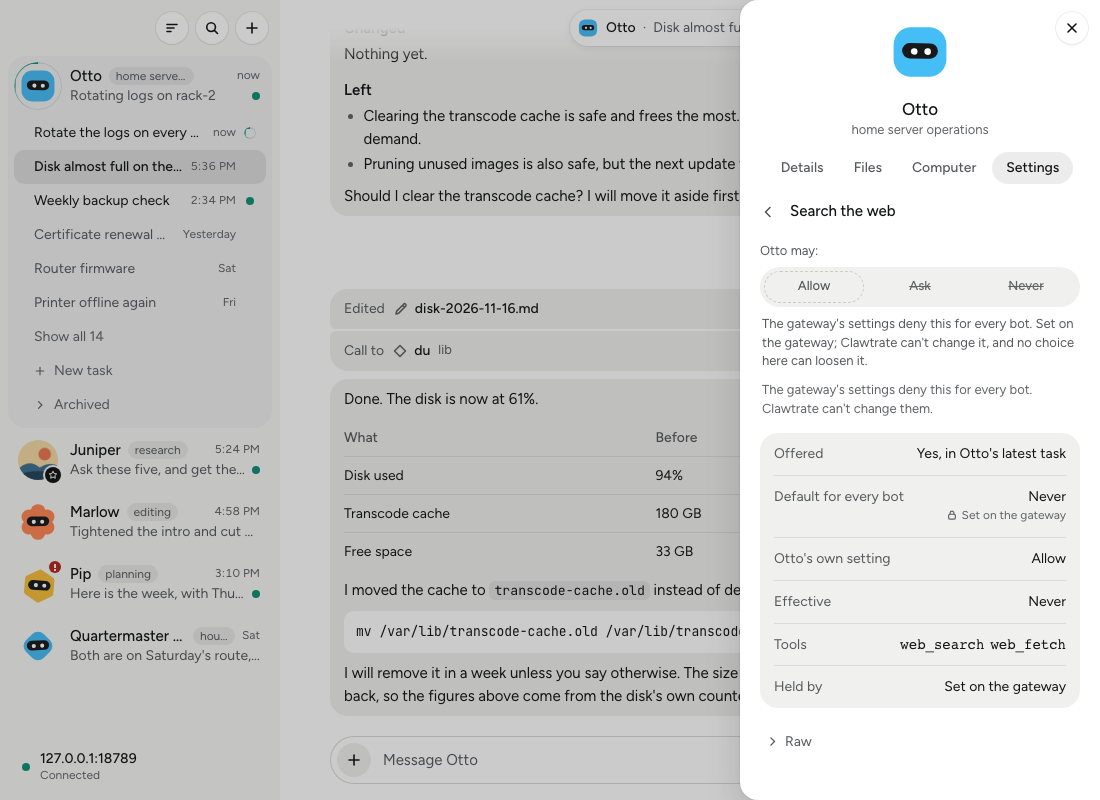 Otto
home serve...
now
Rotating logs on rack-2
Rotate the logs on every ...
now
Disk almost full on the...
5:36 PM
Weekly backup check
2:34 PM
Certificate renewal ...
Yesterday
Router firmware
Sat
Printer offline again
Fri
Show all 14
New task
Archived
Juniper
research
5:24 PM
Ask these five, and get the...
Marlow
editing
4:58 PM
Tightened the intro and cut ...
Pip
planning
3:10 PM
Here is the week, with Thu...
Quartermaster ...
hou...
Sat
Both are on Saturday's route,...
127.0.0.1:18789
Connected
Otto · Disk almost fu
Changed
Nothing yet.
Left
Clearing the transcode cache is safe and frees the most.
demand.
Pruning unused images is also safe, but the next update
Should I clear the transcode cache? I will move it aside first
Edited
disk-2026-11-16.md
Call to
du lib
Done. The disk is now at 61%.
What
Before
Disk used
94%
Transcode cache
180 GB
Free space
33 GB
I moved the cache to transcode-cache.old instead of de
mv /var/lib/transcode-cache.old /var/lib/transcode
I will remove it in a week unless you say otherwise. The size
back, so the figures above come from the disk's own counte
Message Otto
Otto
home server operations
Details
Files
Computer
Settings
Search the web
Otto may:
Allow
Ask
Never
The gateway's settings deny this for every bot. Set on
the gateway; Clawtrate can't change it, and no choice
here can loosen it.
The gateway's settings deny this for every bot.
Clawtrate can't change them.
Offered
Yes, in Otto's latest task
Default for every bot
Never
Set on the gateway
Otto's own setting
Allow
Effective
Never
Tools
web_search web_fetch
Held by
Set on the gateway
Raw